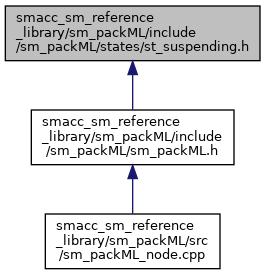 smacc_sm_reference
_library/sm_packML/include
/sm_packML/states/st_suspending.h
smacc_sm_reference
_library/sm_packML/include
/sm_packML/sm_packML.h
smacc_sm_reference
_library/sm_packML/src
/sm_packML_node.cpp